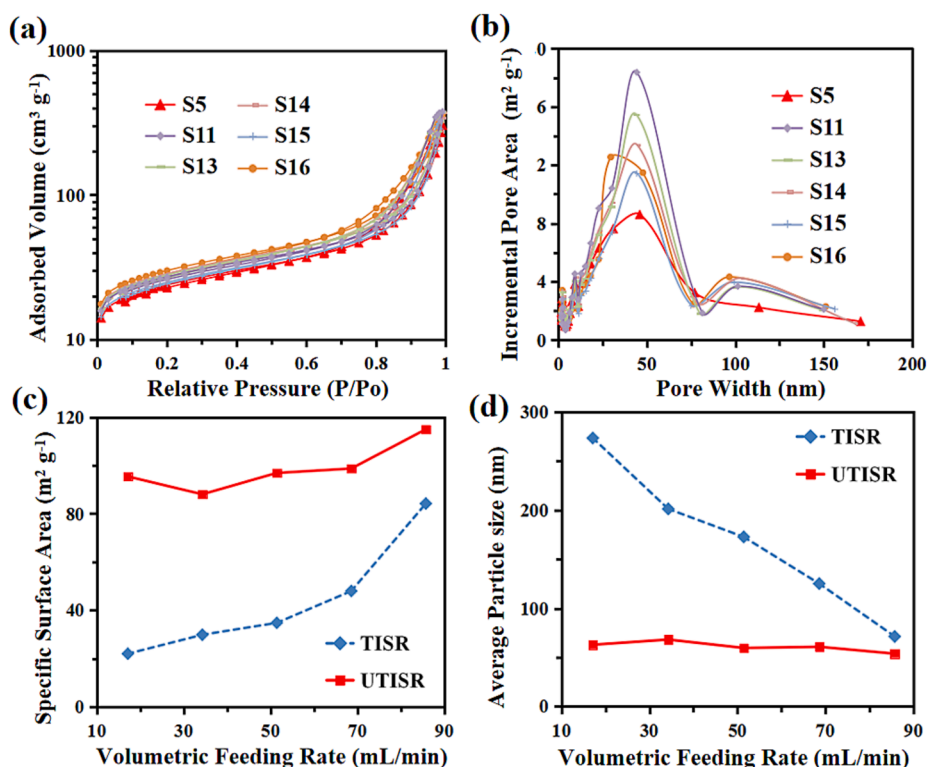 (a)
1000
100
10
Adsorbed Volume (cm³ g⁻¹)
S5
S14
S11
S15
S13
S16
0
0.2
0.4
0.6
0.8
1
Relative Pressure (P/Po)
(b)
0
6
2
8
4
0
Incremental Pore Area (m² g⁻¹)
S5
S11
S13
S14
S15
S16
0
50
100
150
200
Pore Width (nm)
(c)
120
80
40
0
Specific Surface Area (m² g⁻¹)
TISR
UTISR
10
30
50
70
90
Volumetric Feeding Rate (mL/min)
(d)
300
200
100
0
Average Particle size (nm)
TISR
UTISR
10
30
50
70
90
Volumetric Feeding Rate (mL/min)